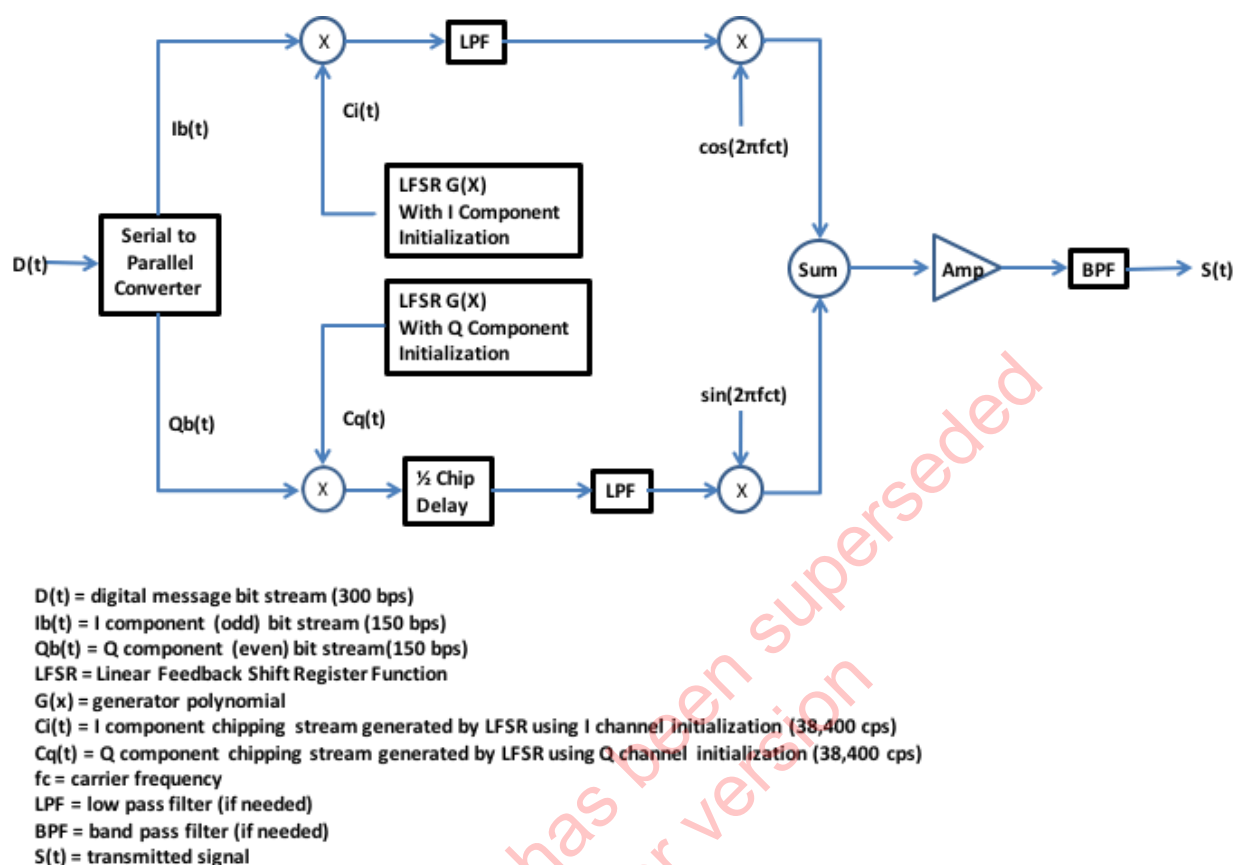 X
LPF
X
Ci(t)
Ib(t)
cos(2πfct)
LFSR G(X)
With I Component
Initialization
Serial to
Parallel
Converter
D(t)
Sum
Amp
BPF
S(t)
LFSR G(X)
With Q Component
Initialization
sin(2πfct)
Qb(t)
Cq(t)
X
½ Chip
Delay
LPF
X
D(t) = digital message bit stream (300 bps)
Ib(t) = I component (odd) bit stream (150 bps)
Qb(t) = Q component (even) bit stream(150 bps)
LFSR = Linear Feedback Shift Register Function
G(x) = generator polynomial
Ci(t) = I component chipping stream generated by LFSR using I channel initialization (38,400 cps)
Cq(t) = Q component chipping stream generated by LFSR using Q channel initialization (38,400 cps)
fc = carrier frequency
LPF = low pass filter (if needed)
BPF = band pass filter (if needed)
S(t) = transmitted signal
has been superseded
version